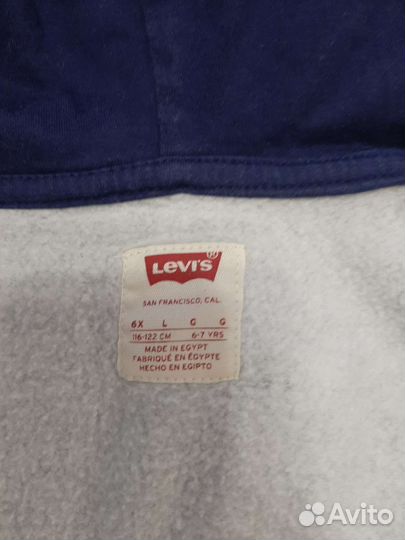 LEVI'S
®
SAN FRANCISCO, CAL.
6X L G G
116-122 CM 6-7 YRS
MADE IN EGYPT
FABRIQUÉ EN ÉGYPTE
HECHO EN EGIPTO
Avito